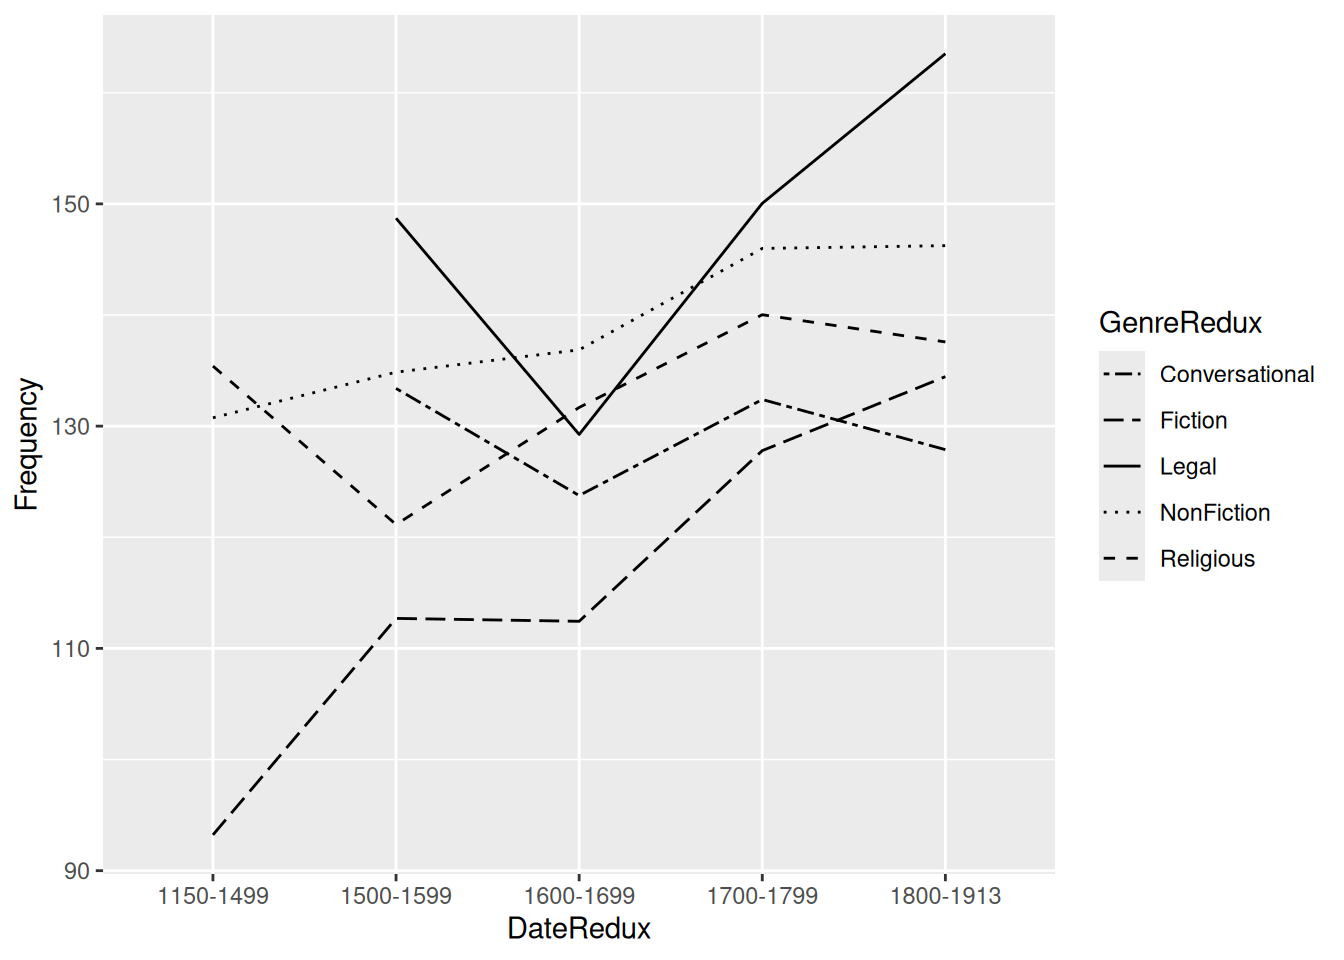 150
130
110
90
Frequency
1150-1499 1500-1599 1600-1699 1700-1799 1800-1913
DateRedux
GenreRedux
Conversational
Fiction
Legal
NonFiction
Religious